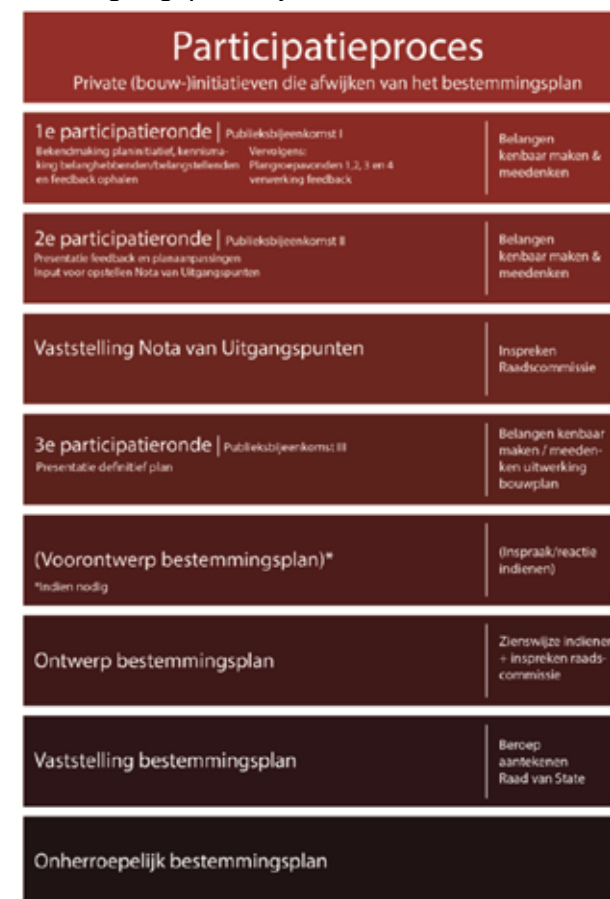 Participatieproces
Private (bouw-)initiatieven die afwijken van het bestemmingsplan
1e participatieronde | Publieksbijeenkomst I
Bekendmaking planinitiatief, kennisma-
king belanghebbenden/belangstellenden
en feedback ophalen
Vervolgens:
Plangroepavonden 1,2, 3 en 4
verwerking feedback
Belangen
kenbaar maken &
meedenken
2e participatieronde | Publieksbijeenkomst II
Presentatie feedback en planaanpassingen
Input voor opstellen Nota van Uitgangspunten
Belangen
kenbaar maken &
meedenken
Vaststelling Nota van Uitgangspunten
Inspreken
Raadscommissie
3e participatieronde | Publieksbijeenkomst III
Presentatie definitief plan
Belangen kenbaar
maken / meeden-
ken uitwerking
bouwplan
(Voorontwerp bestemmingsplan)*
*Indien nodig
(Inspraak/reactie
indienen)
Ontwerp bestemmingsplan
Zienswijze indienen
+ inspreken raads-
commissie
Vaststelling bestemmingsplan
Beroep
aantekenen
Raad van State
Onherroepelijk bestemmingsplan